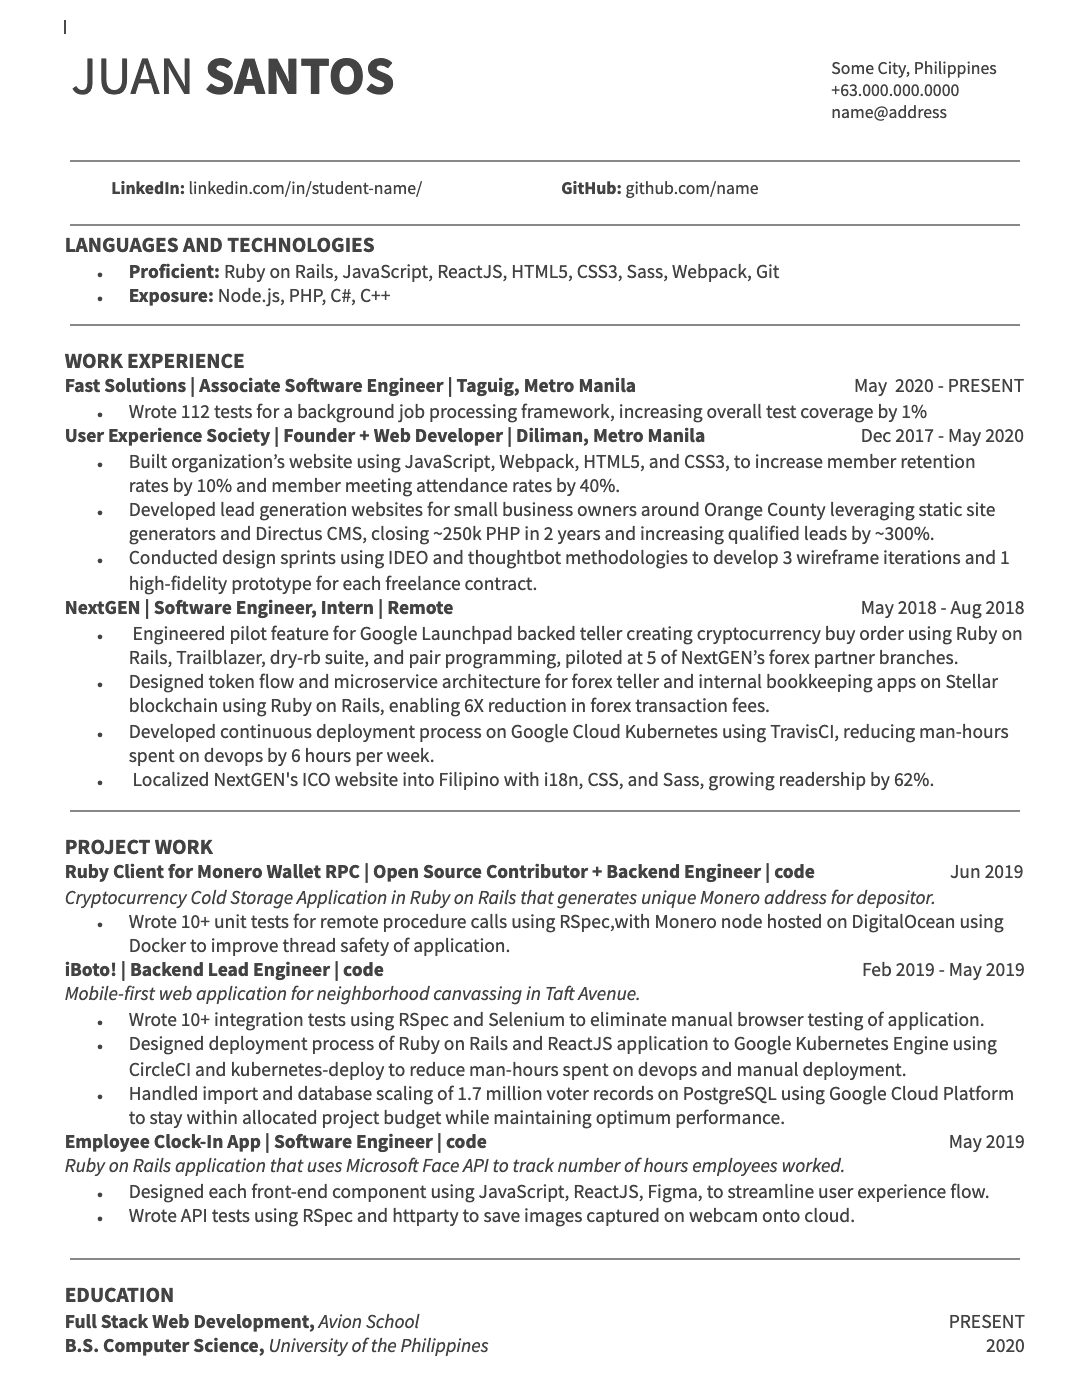 JUAN SANTOS
Some City, Philippines
+63.000.000.0000
name@address
LinkedIn: linkedin.com/in/student-name/ GitHub: github.com/name
LANGUAGES AND TECHNOLOGIES
• Proficient: Ruby on Rails, JavaScript, ReactJS, HTML5, CSS3, Sass, Webpack, Git
• Exposure: Node.js, PHP, C#, C++
WORK EXPERIENCE
Fast Solutions | Associate Software Engineer | Taguig, Metro Manila May 2020 - PRESENT
• Wrote 112 tests for a background job processing framework, increasing overall test coverage by 1%
User Experience Society | Founder + Web Developer | Diliman, Metro Manila Dec 2017 - May 2020
• Built organization’s website using JavaScript, Webpack, HTML5, and CSS3, to increase member retention
rates by 10% and member meeting attendance rates by 40%.
• Developed lead generation websites for small business owners around Orange County leveraging static site
generators and Directus CMS, closing ~250k PHP in 2 years and increasing qualified leads by ~300%.
• Conducted design sprints using IDEO and thoughtbot methodologies to develop 3 wireframe iterations and 1
high-fidelity prototype for each freelance contract.
NextGEN | Software Engineer, Intern | Remote May 2018 - Aug 2018
• Engineered pilot feature for Google Launchpad backed teller creating cryptocurrency buy order using Ruby on
Rails, Trailblazer, dry-rb suite, and pair programming, piloted at 5 of NextGEN’s forex partner branches.
• Designed token flow and microservice architecture for forex teller and internal bookkeeping apps on Stellar
blockchain using Ruby on Rails, enabling 6X reduction in forex transaction fees.
• Developed continuous deployment process on Google Cloud Kubernetes using TravisCI, reducing man-hours
spent on devops by 6 hours per week.
• Localized NextGEN's ICO website into Filipino with i18n, CSS, and Sass, growing readership by 62%.
PROJECT WORK
Ruby Client for Monero Wallet RPC | Open Source Contributor + Backend Engineer | code Jun 2019
Cryptocurrency Cold Storage Application in Ruby on Rails that generates unique Monero address for depositor.
• Wrote 10+ unit tests for remote procedure calls using RSpec,with Monero node hosted on DigitalOcean using
Docker to improve thread safety of application.
iBoto! | Backend Lead Engineer | code Feb 2019 - May 2019
Mobile-first web application for neighborhood canvassing in Taft Avenue.
• Wrote 10+ integration tests using RSpec and Selenium to eliminate manual browser testing of application.
• Designed deployment process of Ruby on Rails and ReactJS application to Google Kubernetes Engine using
CircleCI and kubernetes-deploy to reduce man-hours spent on devops and manual deployment.
• Handled import and database scaling of 1.7 million voter records on PostgreSQL using Google Cloud Platform
to stay within allocated project budget while maintaining optimum performance.
Employee Clock-In App | Software Engineer | code May 2019
Ruby on Rails application that uses Microsoft Face API to track number of hours employees worked.
• Designed each front-end component using JavaScript, ReactJS, Figma, to streamline user experience flow.
• Wrote API tests using RSpec and httparty to save images captured on webcam onto cloud.
EDUCATION
Full Stack Web Development, Avion School PRESENT
B.S. Computer Science, University of the Philippines 2020